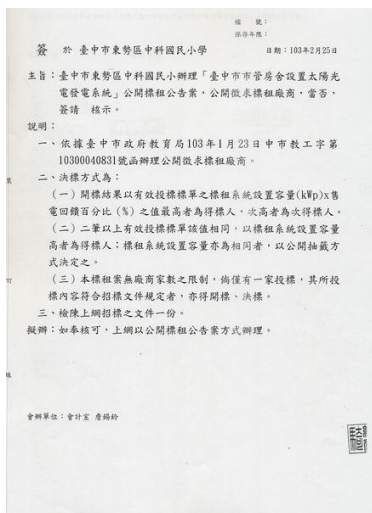 檔　號：
保存年限：
簽　於　臺中市東勢區中科國民小學　日期：103年2月25日
主旨：臺中市東勢區中科國民小辦理「臺中市市管房舍設置太陽光
電發電系統」公開標租公告案，公開徵求標租廠商，當否，
簽請　核示。
說明：
一、依據臺中市政府教育局103年1月23日中市教工字第
10300040831號函辦理公開徵求標租廠商。
二、決標方式為：
（一）開標結果以有效投標標單之標租系統設置容量(kWp)x售
電回饋百分比（%）之值最高者為得標人，次高者為次得標人。
（二）二筆以上有效投標標單該值相同，以標租系統設置容量
高者為得標人；標租系統設置容量亦為相同者，以公開抽籤方
式決定之。
（三）本標租案無廠商家數之限制，倘僅有一家投標，其所投
標內容符合招標文件規定者，亦得開標、決標。
三、檢陳上網招標之文件一份。
擬辦：如奉核可，上網以公開標租公告案方式辦理。
訂
線
會辦單位：會計室　詹錫鈴